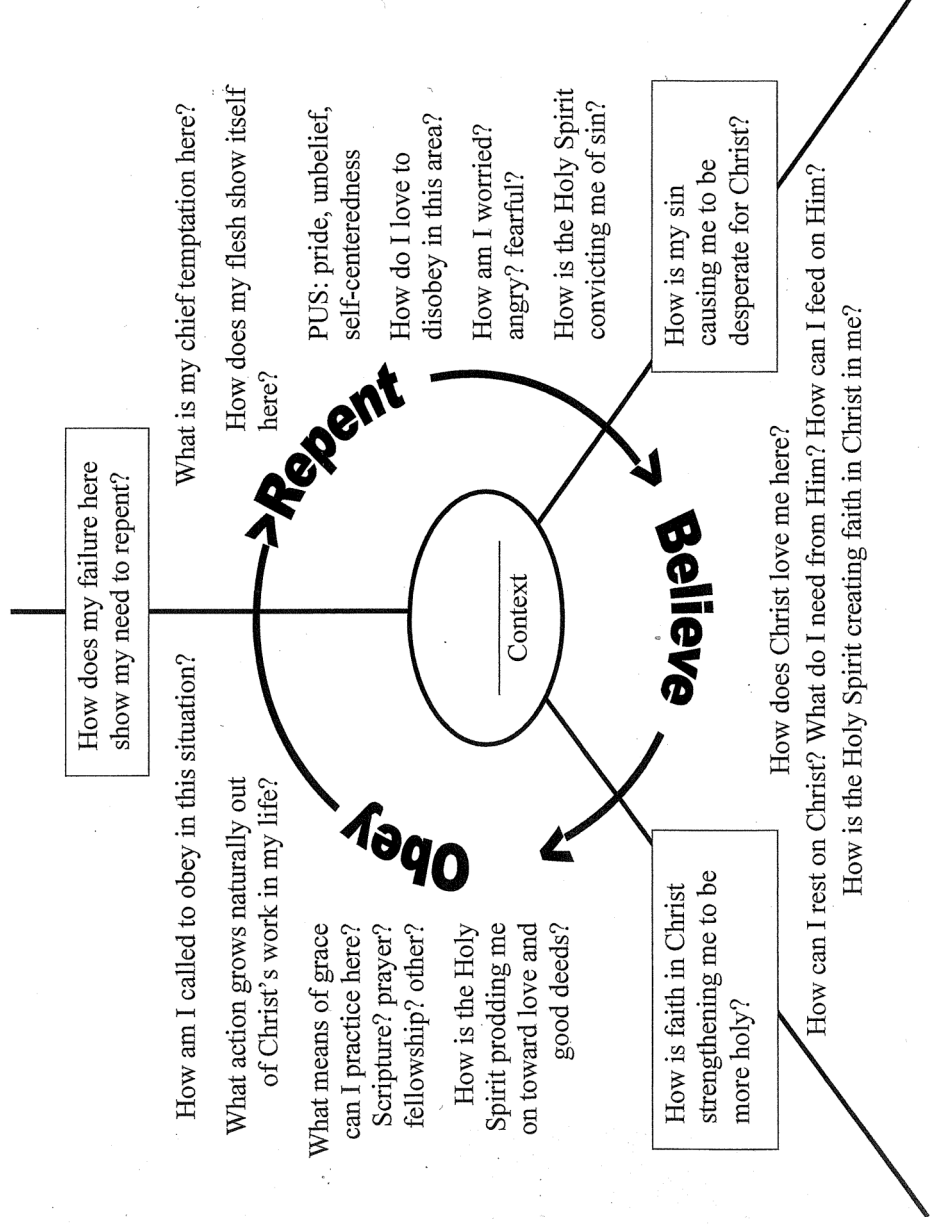 How does my failure here
show my need to repent?
What is my chief temptation here?
How does my flesh show itself
here?
PUS: pride, unbelief,
self-centeredness
How do I love to
disobey in this area?
How am I worried?
angry? fearful?
How is the Holy Spirit
convicting me of sin?
Repent
How is my sin
causing me to be
desperate for Christ?
Believe
How does Christ love me here?
How can I rest on Christ? What do I need from Him? How can I feed on Him?
How is the Holy Spirit creating faith in Christ in me?
How is faith in Christ
strengthening me to be
more holy?
Obey
How am I called to obey in this situation?
What action grows naturally out
of Christ's work in my life?
What means of grace
can I practice here?
Scripture? prayer?
fellowship? other?
How is the Holy
Spirit prodding me
on toward love and
good deeds?
Context